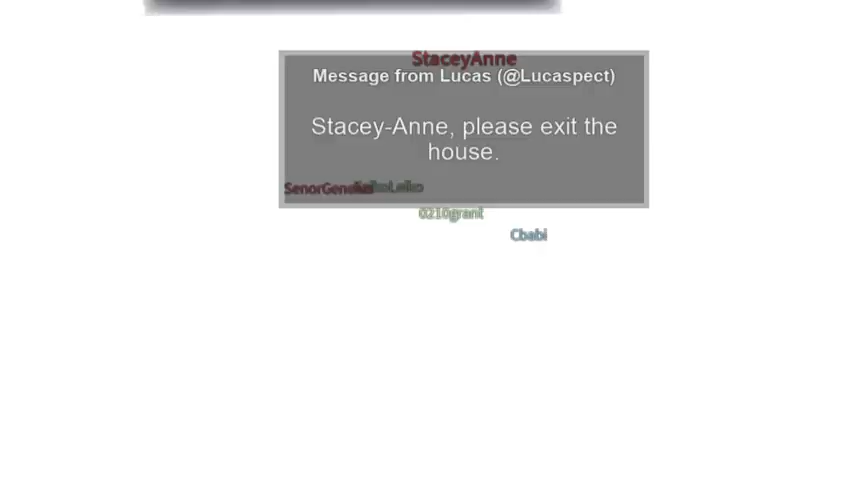 StaceyAnne
Message from Lucas (@Lucaspect)
Stacey-Anne, please exit the
house.
0210grant
Cbabi